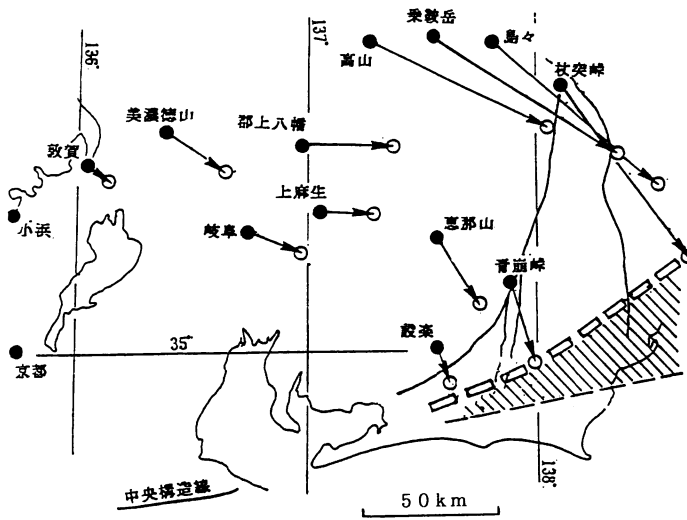 136°
137°
乗鞍岳
島々
高山
杖突峠
美濃徳山
郡上八幡
敦賀
上麻生
小浜
岐阜
恵那山
青崩峠
138°
35°
設楽
京都
中央構造線
50km